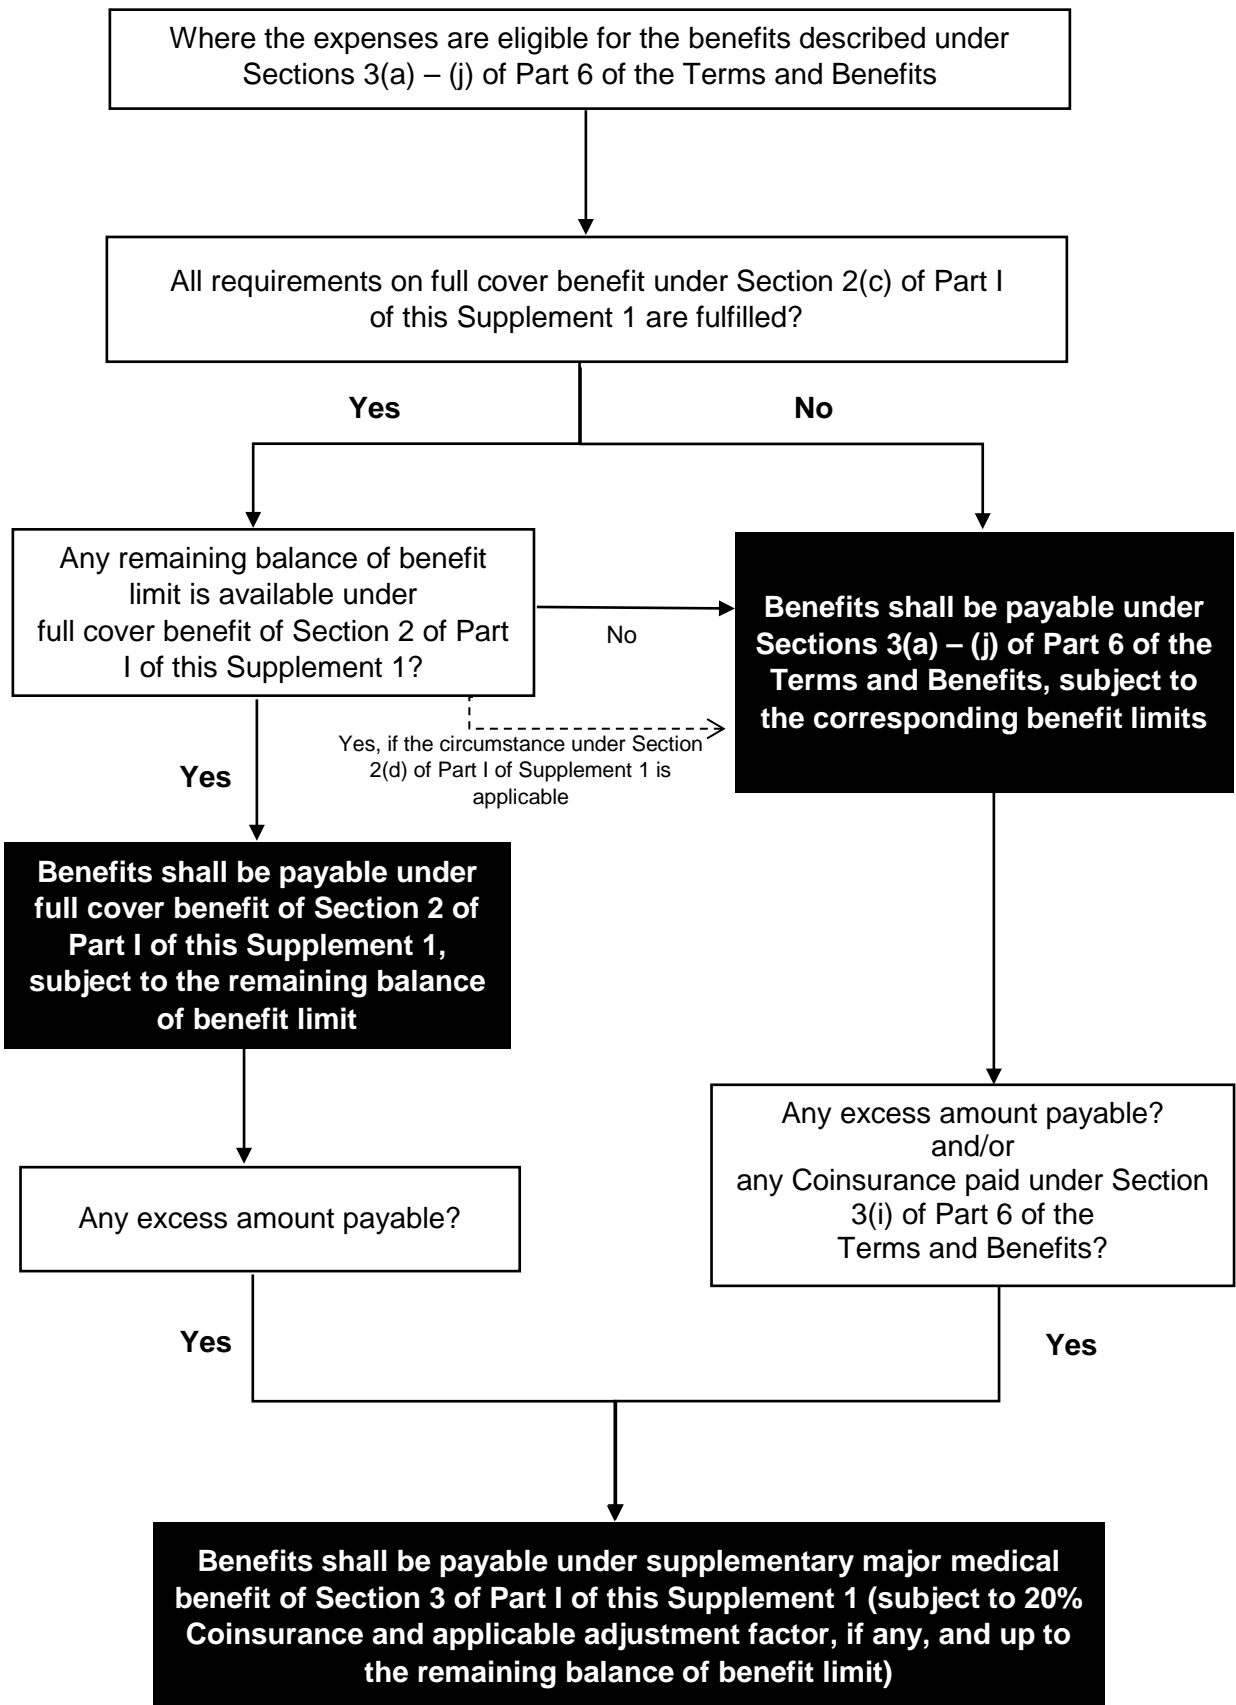 Where the expenses are eligible for the benefits described under
Sections 3(a) – (j) of Part 6 of the Terms and Benefits
All requirements on full cover benefit under Section 2(c) of Part I
of this Supplement 1 are fulfilled?
Yes
No
Any remaining balance of benefit
limit is available under
full cover benefit of Section 2 of Part
I of this Supplement 1?
No
Benefits shall be payable under
Sections 3(a) – (j) of Part 6 of the
Terms and Benefits, subject to
the corresponding benefit limits
Yes, if the circumstance under Section
2(d) of Part I of Supplement 1 is
applicable
Yes
Benefits shall be payable under
full cover benefit of Section 2 of
Part I of this Supplement 1,
subject to the remaining balance
of benefit limit
Any excess amount payable?
Any excess amount payable?
and/or
any Coinsurance paid under Section
3(i) of Part 6 of the
Terms and Benefits?
Yes
Yes
Benefits shall be payable under supplementary major medical
benefit of Section 3 of Part I of this Supplement 1 (subject to 20%
Coinsurance and applicable adjustment factor, if any, and up to
the remaining balance of benefit limit)